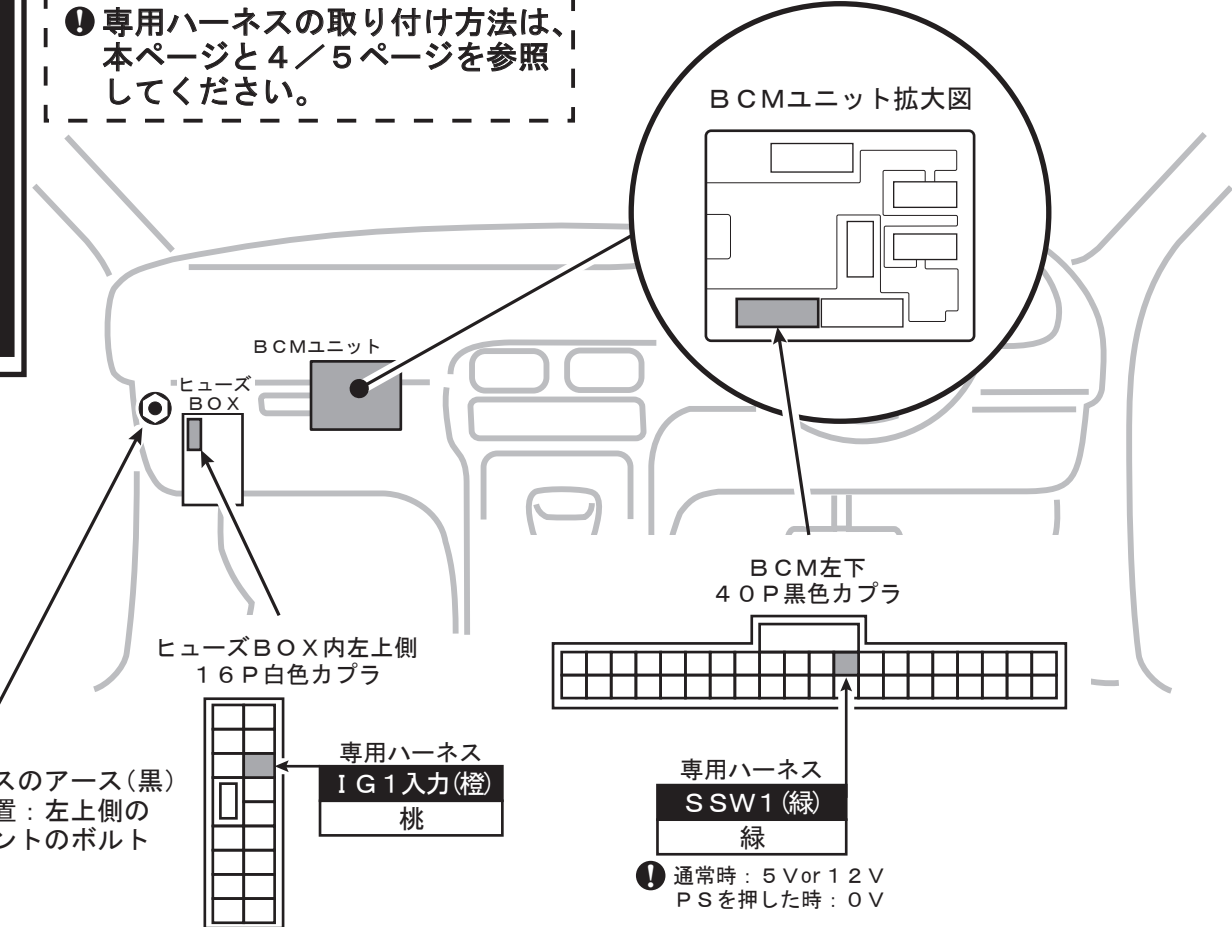 専用ハーネスの取り付け方法は、
本ページと4／5ページを参照
してください。
BCMユニット拡大図
BCMユニット
ヒューズ
BOX
BCM左下
40P黒色カプラ
ヒューズBOX内左上側
16P白色カプラ
専用ハーネス
IG1入力(橙)
桃
専用ハーネス
SSW1(緑)
緑
通常時：5Vor12V
PSを押した時：0V
スのアース(黒)
置：左上側の
ントのボルト